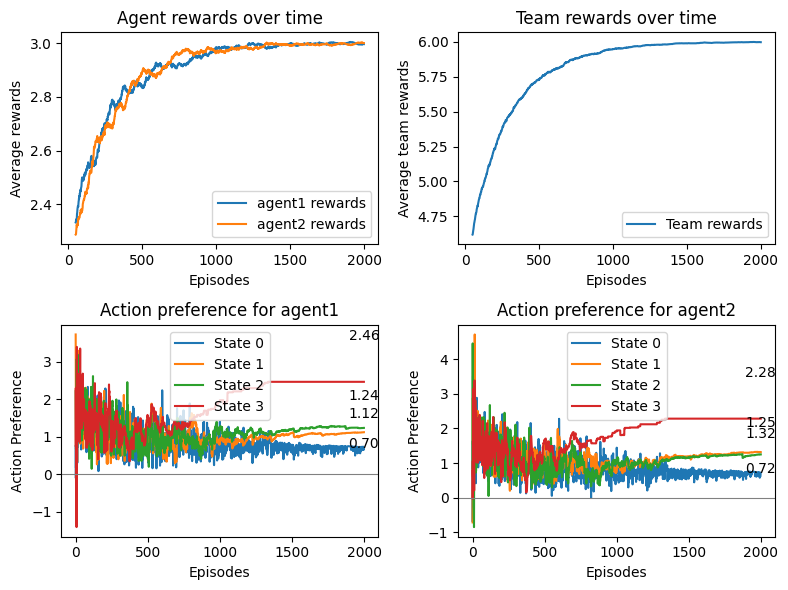 Agent rewards over time
Average rewards
3.0
2.8
2.6
2.4
0
500
1000
1500
2000
Episodes
agent1 rewards
agent2 rewards
Team rewards over time
Average team rewards
6.00
5.75
5.50
5.25
5.00
4.75
0
500
1000
1500
2000
Episodes
Team rewards
Action preference for agent1
Action Preference
3
2
1
0
−1
0
500
1000
1500
2000
Episodes
State 0
State 1
State 2
State 3
2.46
1.24
1.12
0.70
Action preference for agent2
Action Preference
4
3
2
1
0
−1
0
500
1000
1500
2000
Episodes
State 0
State 1
State 2
State 3
2.28
1.25
1.32
0.72